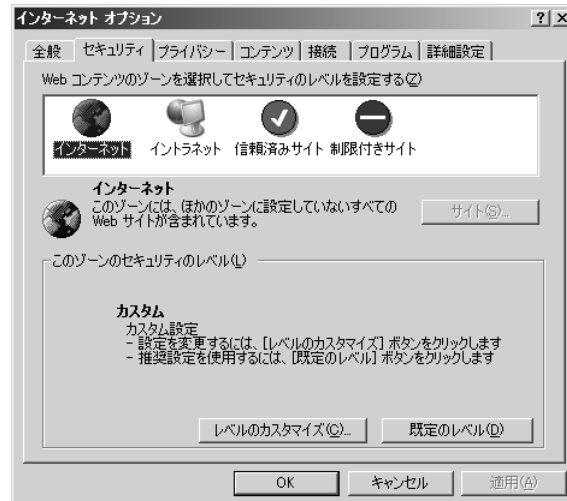 インターネット オプション
全般 セキュリティ プライバシー コンテンツ 接続 プログラム 詳細設定
Web コンテンツのゾーンを選択してセキュリティのレベルを設定する(Z)
インターネット イントラネット 信頼済みサイト 制限付きサイト
インターネット
このゾーンには、ほかのゾーンに設定していないすべての
Web サイトが含まれています。
サイト(S)...
このゾーンのセキュリティのレベル(L)
カスタム
カスタム設定
- 設定を変更するには、[レベルのカスタマイズ] ボタンをクリックします
- 推奨設定を使用するには、[既定のレベル] ボタンをクリックします
レベルのカスタマイズ(C)... 既定のレベル(D)
OK キャンセル 適用(A)